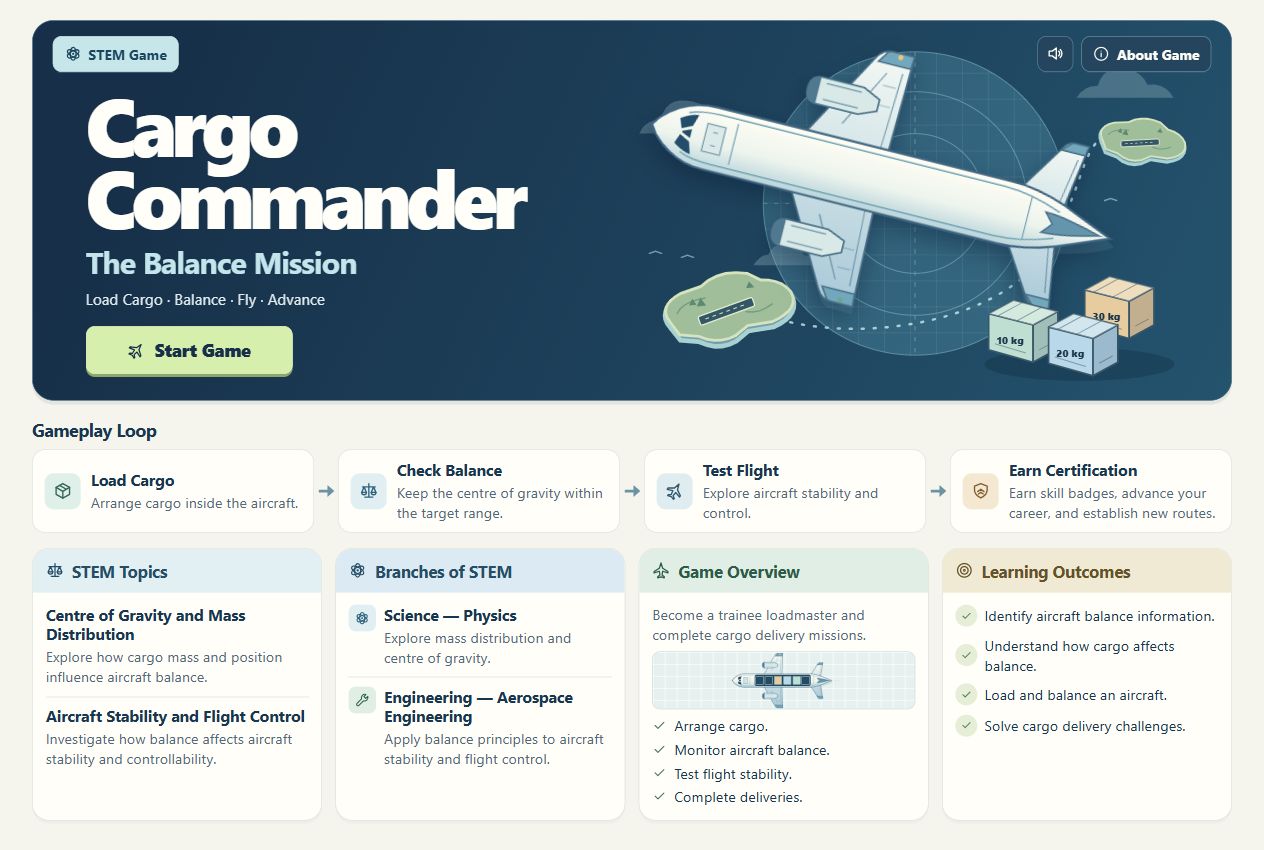 STEM Game
About Game
Cargo
Commander
The Balance Mission
Load Cargo · Balance · Fly · Advance
Start Game
10 kg
20 kg
30 kg
Gameplay Loop
Load Cargo
Arrange cargo inside the aircraft.
Check Balance
Keep the centre of gravity within
the target range.
Test Flight
Explore aircraft stability and
control.
Earn Certification
Earn skill badges, advance your
career, and establish new routes.
STEM Topics
Centre of Gravity and Mass
Distribution
Explore how cargo mass and position
influence aircraft balance.
Aircraft Stability and Flight Control
Investigate how balance affects aircraft
stability and controllability.
Branches of STEM
Science — Physics
Explore mass distribution and
centre of gravity.
Engineering — Aerospace
Engineering
Apply balance principles to aircraft
stability and flight control.
Game Overview
Become a trainee loadmaster and
complete cargo delivery missions.
Arrange cargo.
Monitor aircraft balance.
Test flight stability.
Complete deliveries.
Learning Outcomes
Identify aircraft balance information.
Understand how cargo affects
balance.
Load and balance an aircraft.
Solve cargo delivery challenges.